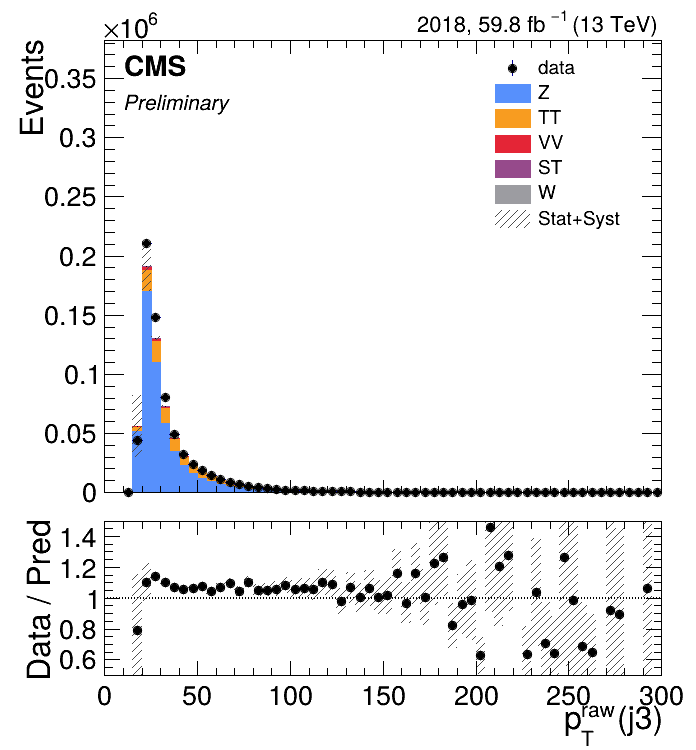 ×10⁶
2018, 59.8 fb⁻¹ (13 TeV)
Events
CMS
Preliminary
data
Z
TT
VV
ST
W
Stat+Syst
0.35
0.3
0.25
0.2
0.15
0.1
0.05
0
Data / Pred
1.4
1.2
1
0.8
0.6
0 50 100 150 200 250 300
p_T^raw(j3)